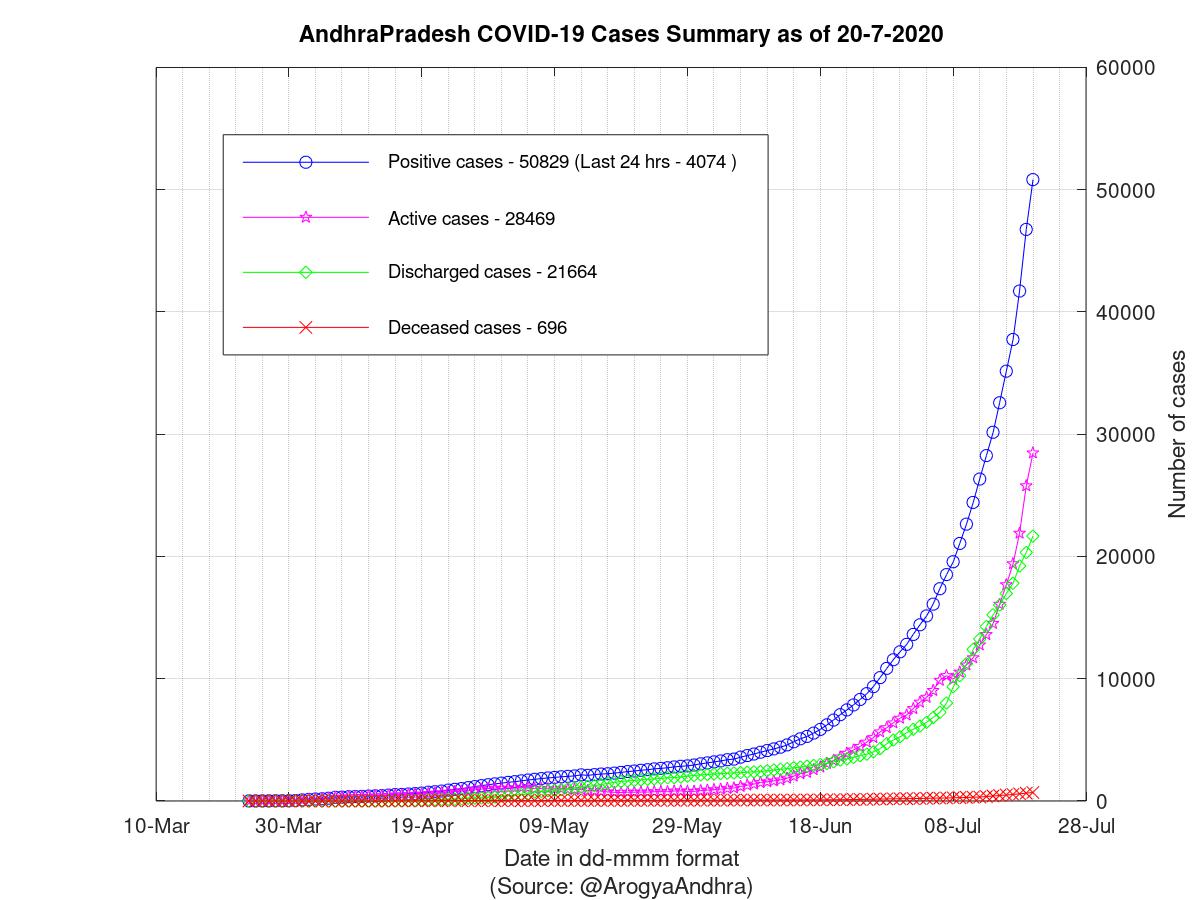 AndhraPradesh COVID-19 Cases Summary as of 20-7-2020
60000
Positive cases - 50829 (Last 24 hrs - 4074 )
50000
Active cases - 28469
Discharged cases - 21664
40000
Deceased cases - 696
Number of cases
30000
20000
10000
0
10-Mar 30-Mar 19-Apr 09-May 29-May 18-Jun 08-Jul 28-Jul
Date in dd-mmm format
(Source: @ArogyaAndhra)